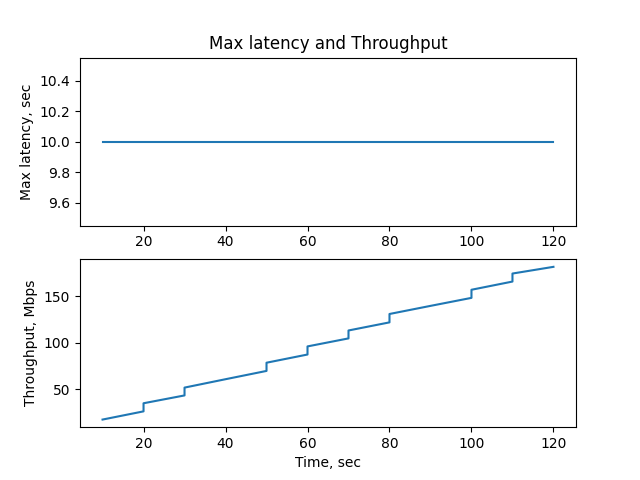 Max latency and Throughput
Max latency, sec
10.4
10.2
10.0
9.8
9.6
20 40 60 80 100 120
Throughput, Mbps
150
100
50
20 40 60 80 100 120
Time, sec